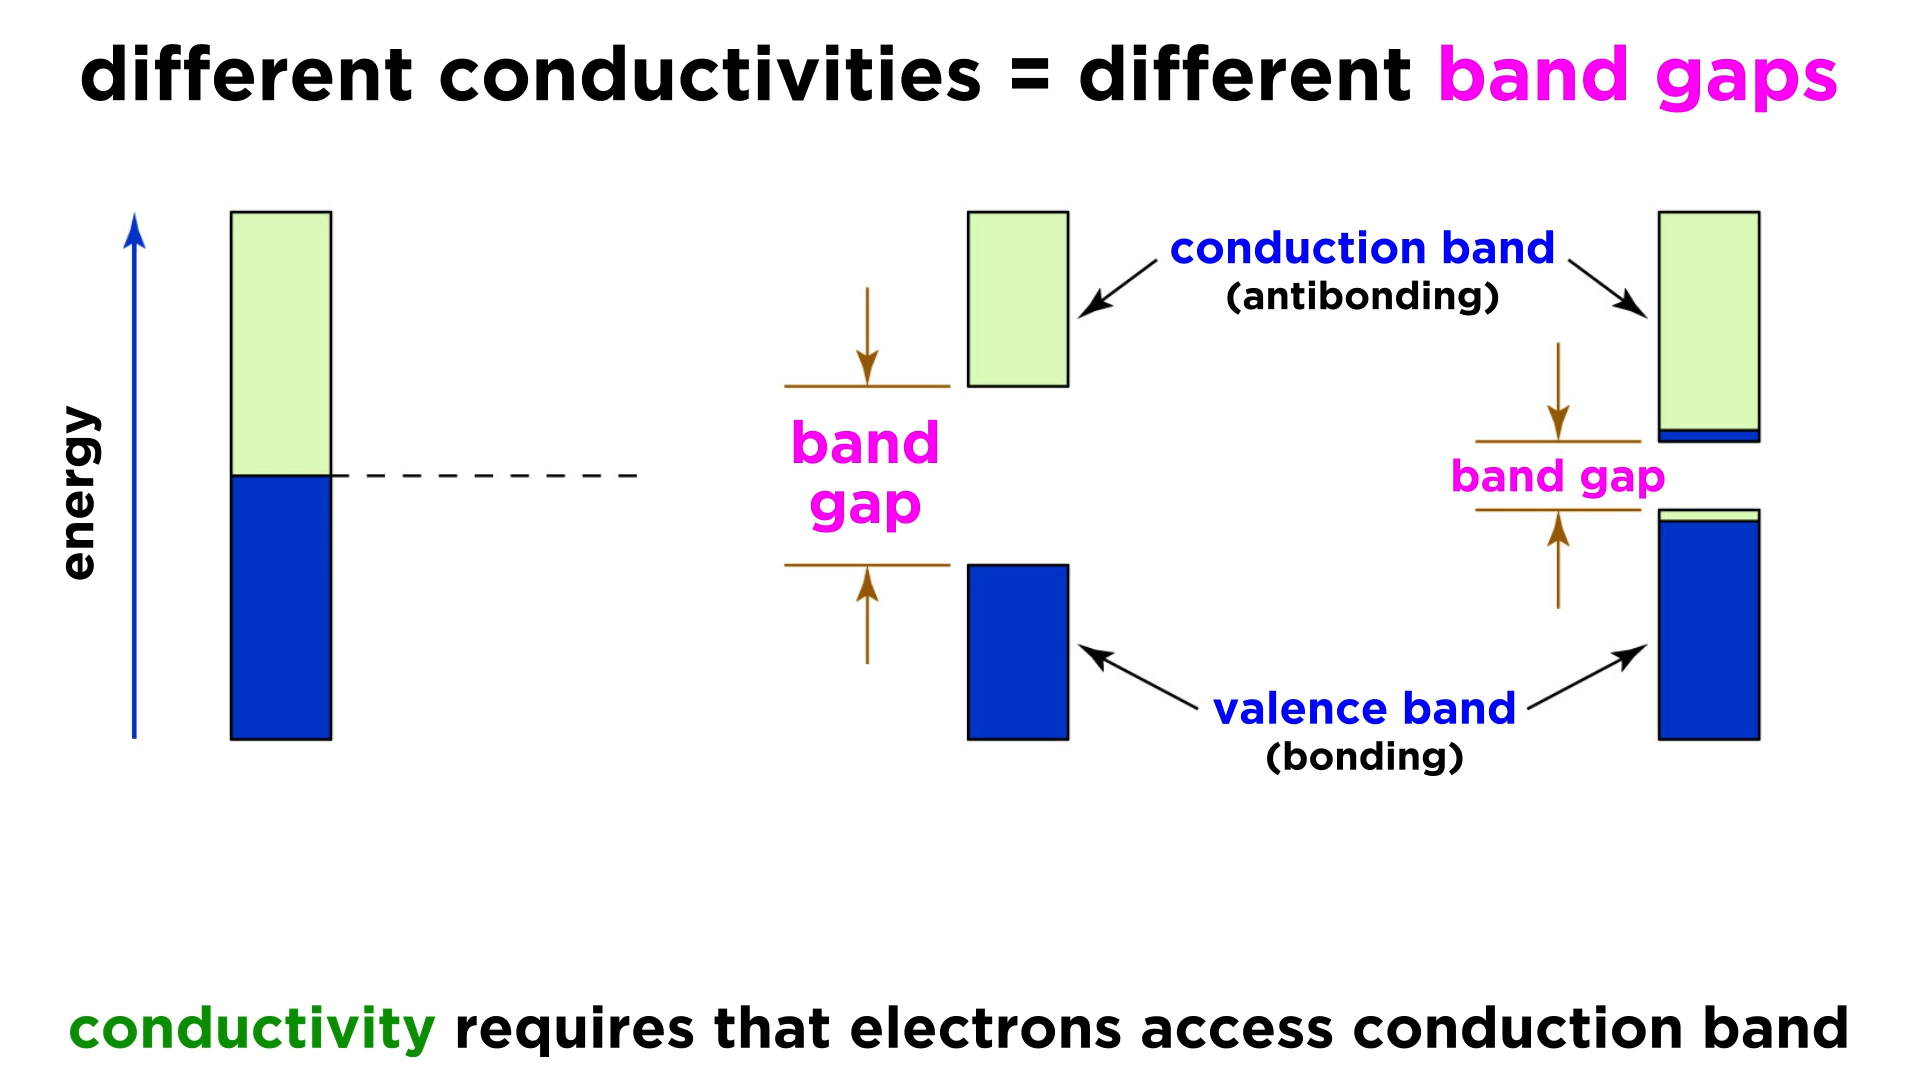 different conductivities = different band gaps
energy
conduction band
(antibonding)
band
gap
band gap
valence band
(bonding)
conductivity requires that electrons access conduction band